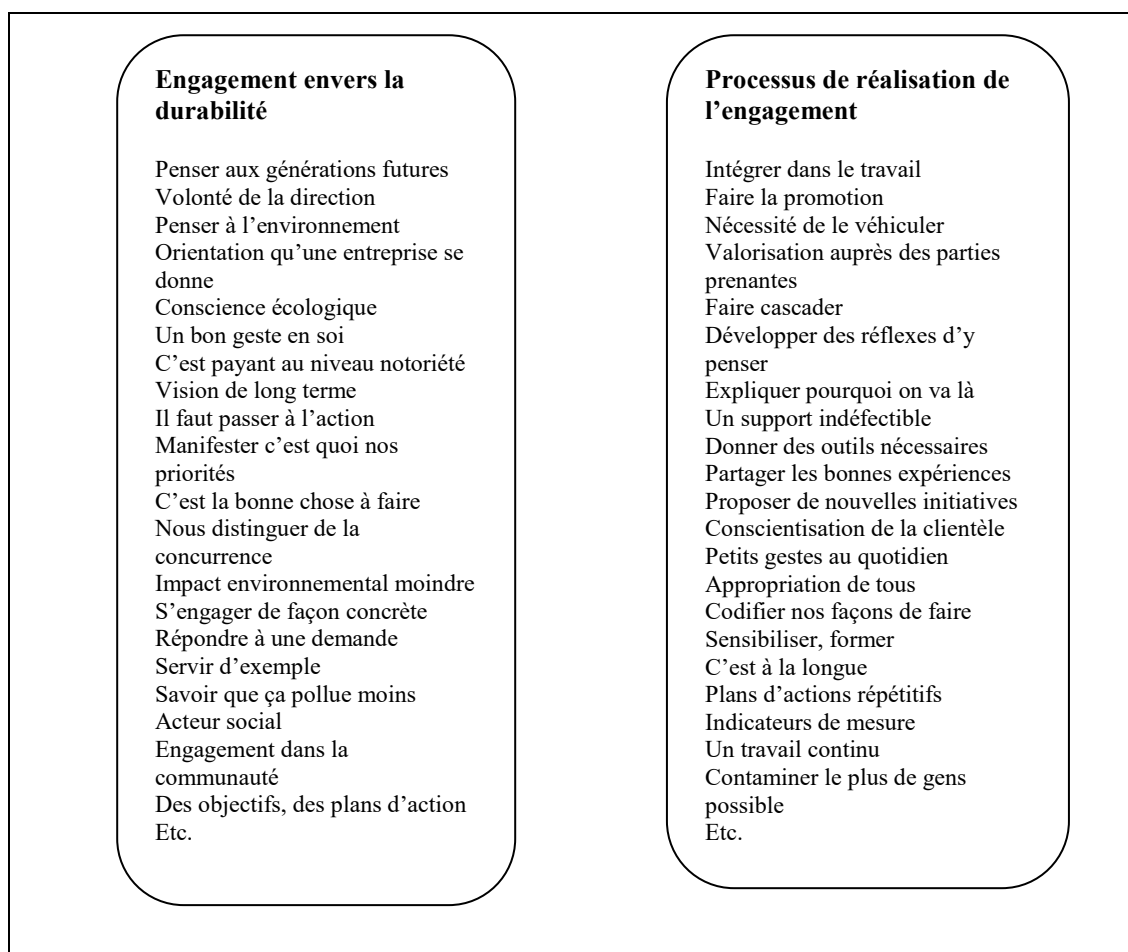 Engagement envers la
durabilité
Penser aux générations futures
Volonté de la direction
Penser à l’environnement
Orientation qu’une entreprise se
donne
Conscience écologique
Un bon geste en soi
C’est payant au niveau notoriété
Vision de long terme
Il faut passer à l’action
Manifester c’est quoi nos
priorités
C’est la bonne chose à faire
Nous distinguer de la
concurrence
Impact environnemental moindre
S’engager de façon concrète
Répondre à une demande
Servir d’exemple
Savoir que ça pollue moins
Acteur social
Engagement dans la
communauté
Des objectifs, des plans d’action
Etc.
Processus de réalisation de
l’engagement
Intégrer dans le travail
Faire la promotion
Nécessité de le véhiculer
Valorisation auprès des parties
prenantes
Faire cascader
Développer des réflexes d’y
penser
Expliquer pourquoi on va là
Un support indéfectible
Donner des outils nécessaires
Partager les bonnes expériences
Proposer de nouvelles initiatives
Conscientisation de la clientèle
Petits gestes au quotidien
Appropriation de tous
Codifier nos façons de faire
Sensibiliser, former
C’est à la longue
Plans d’actions répétitifs
Indicateurs de mesure
Un travail continu
Contaminer le plus de gens
possible
Etc.